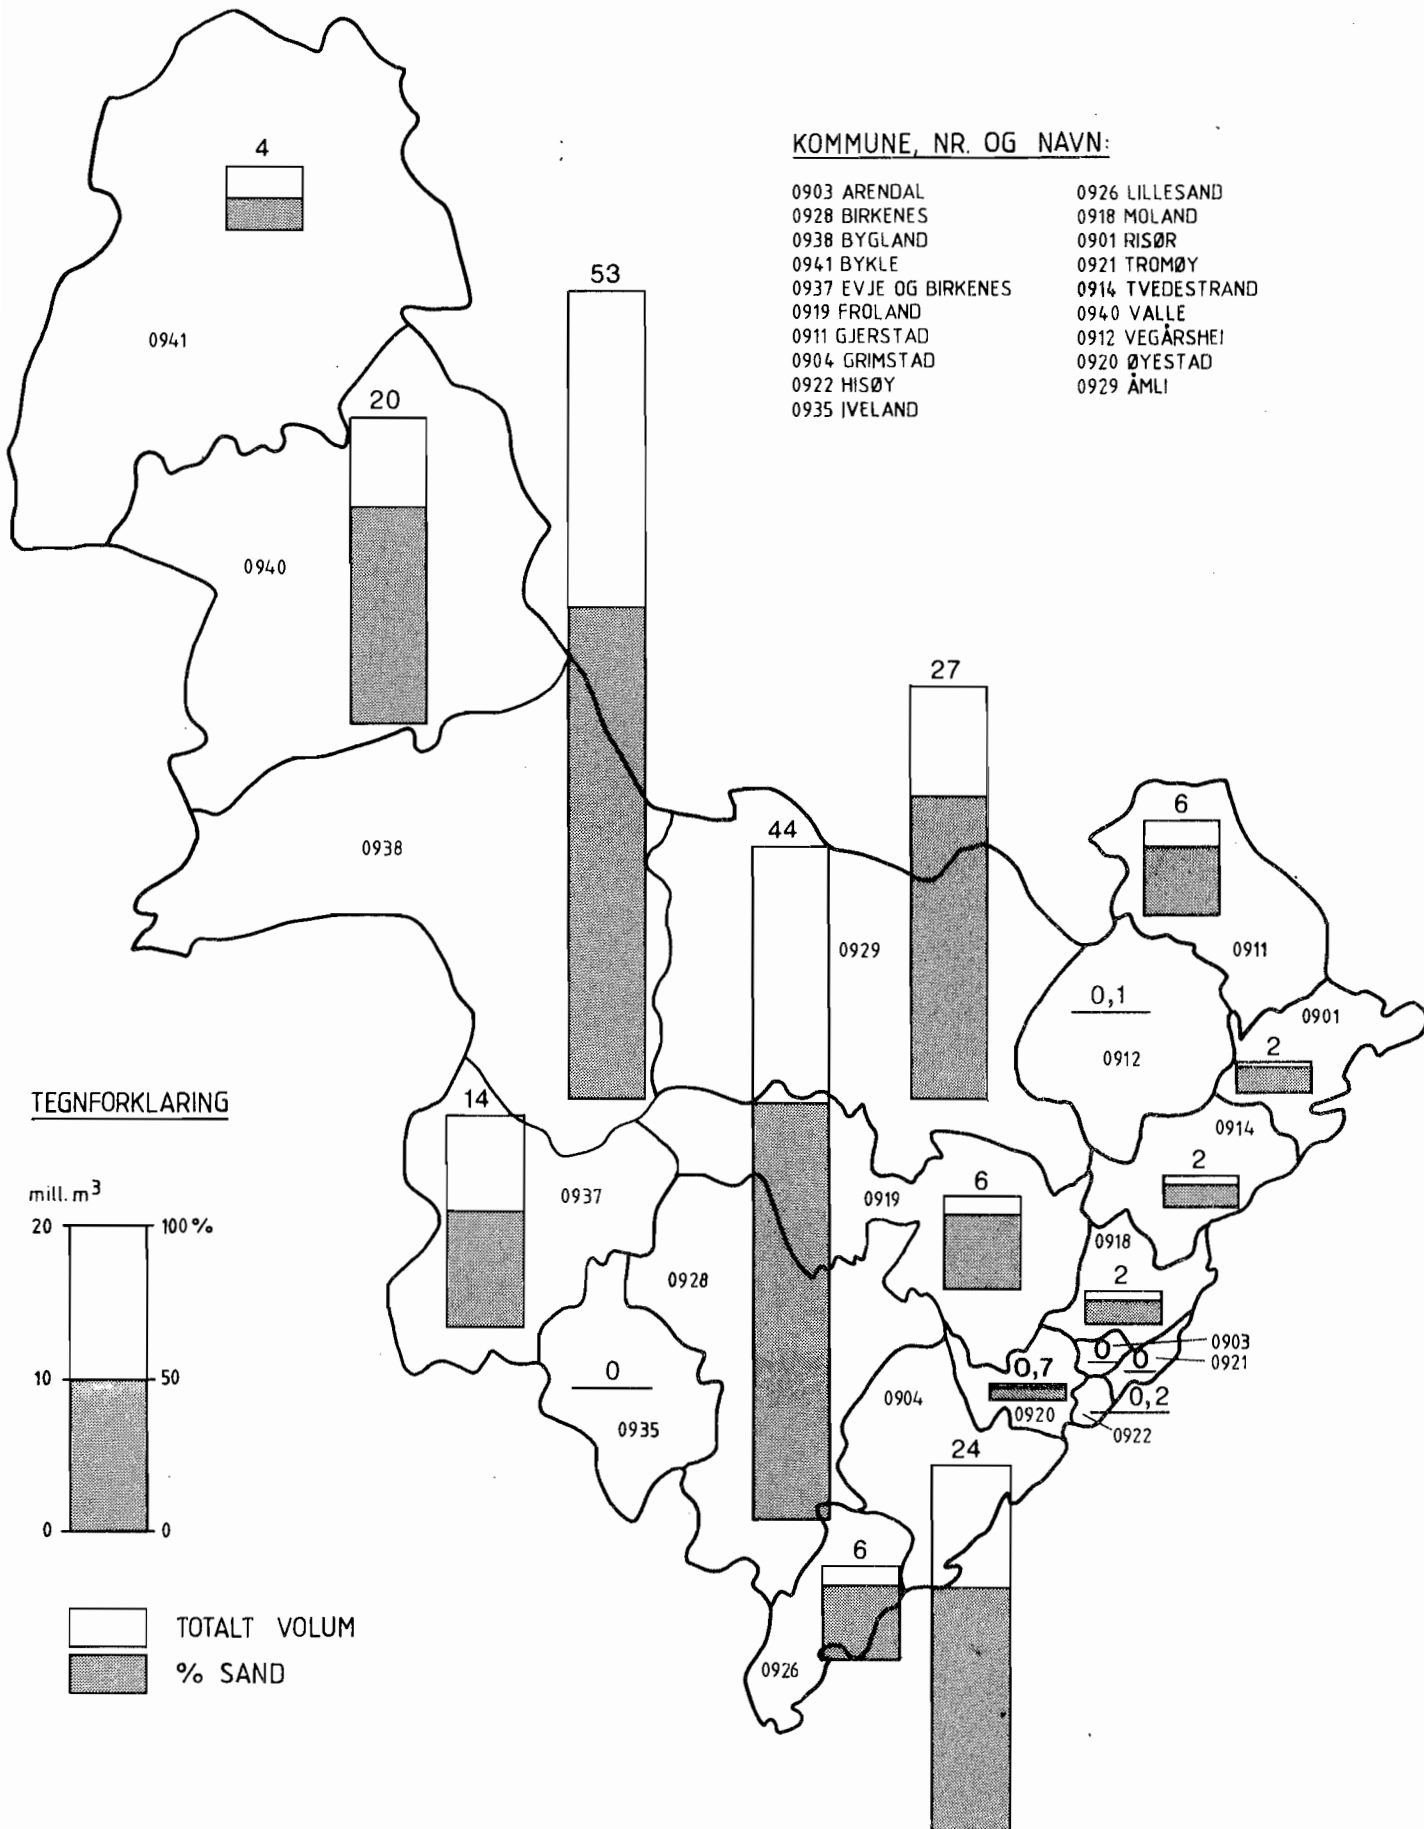 KOMMUNE, NR. OG NAVN:
0903 ARENDAL
0928 BIRKENES
0938 BYGLAND
0941 BYKLE
0937 EVJE OG BIRKENES
0919 FROLAND
0911 GJERSTAD
0904 GRIMSTAD
0922 HISØY
0935 IVELAND
0926 LILLESAND
0918 MOLAND
0901 RISØR
0921 TROMØY
0914 TVEDESTRAND
0940 VALLE
0912 VEGÅRSHEI
0920 ØYESTAD
0929 ÅMLI
4
0941
53
20
0940
27
6
44
0938
0929
0911
0,1
0901
0912
2
14
0914
2
0937
0919
6
0918
0928
2
0903
0
0
0921
0
0,7
0904
0,2
0920
0922
0935
24
6
0926
TEGNFORKLARING
mill. m³
20
100 %
10
50
0
0
TOTALT VOLUM
% SAND